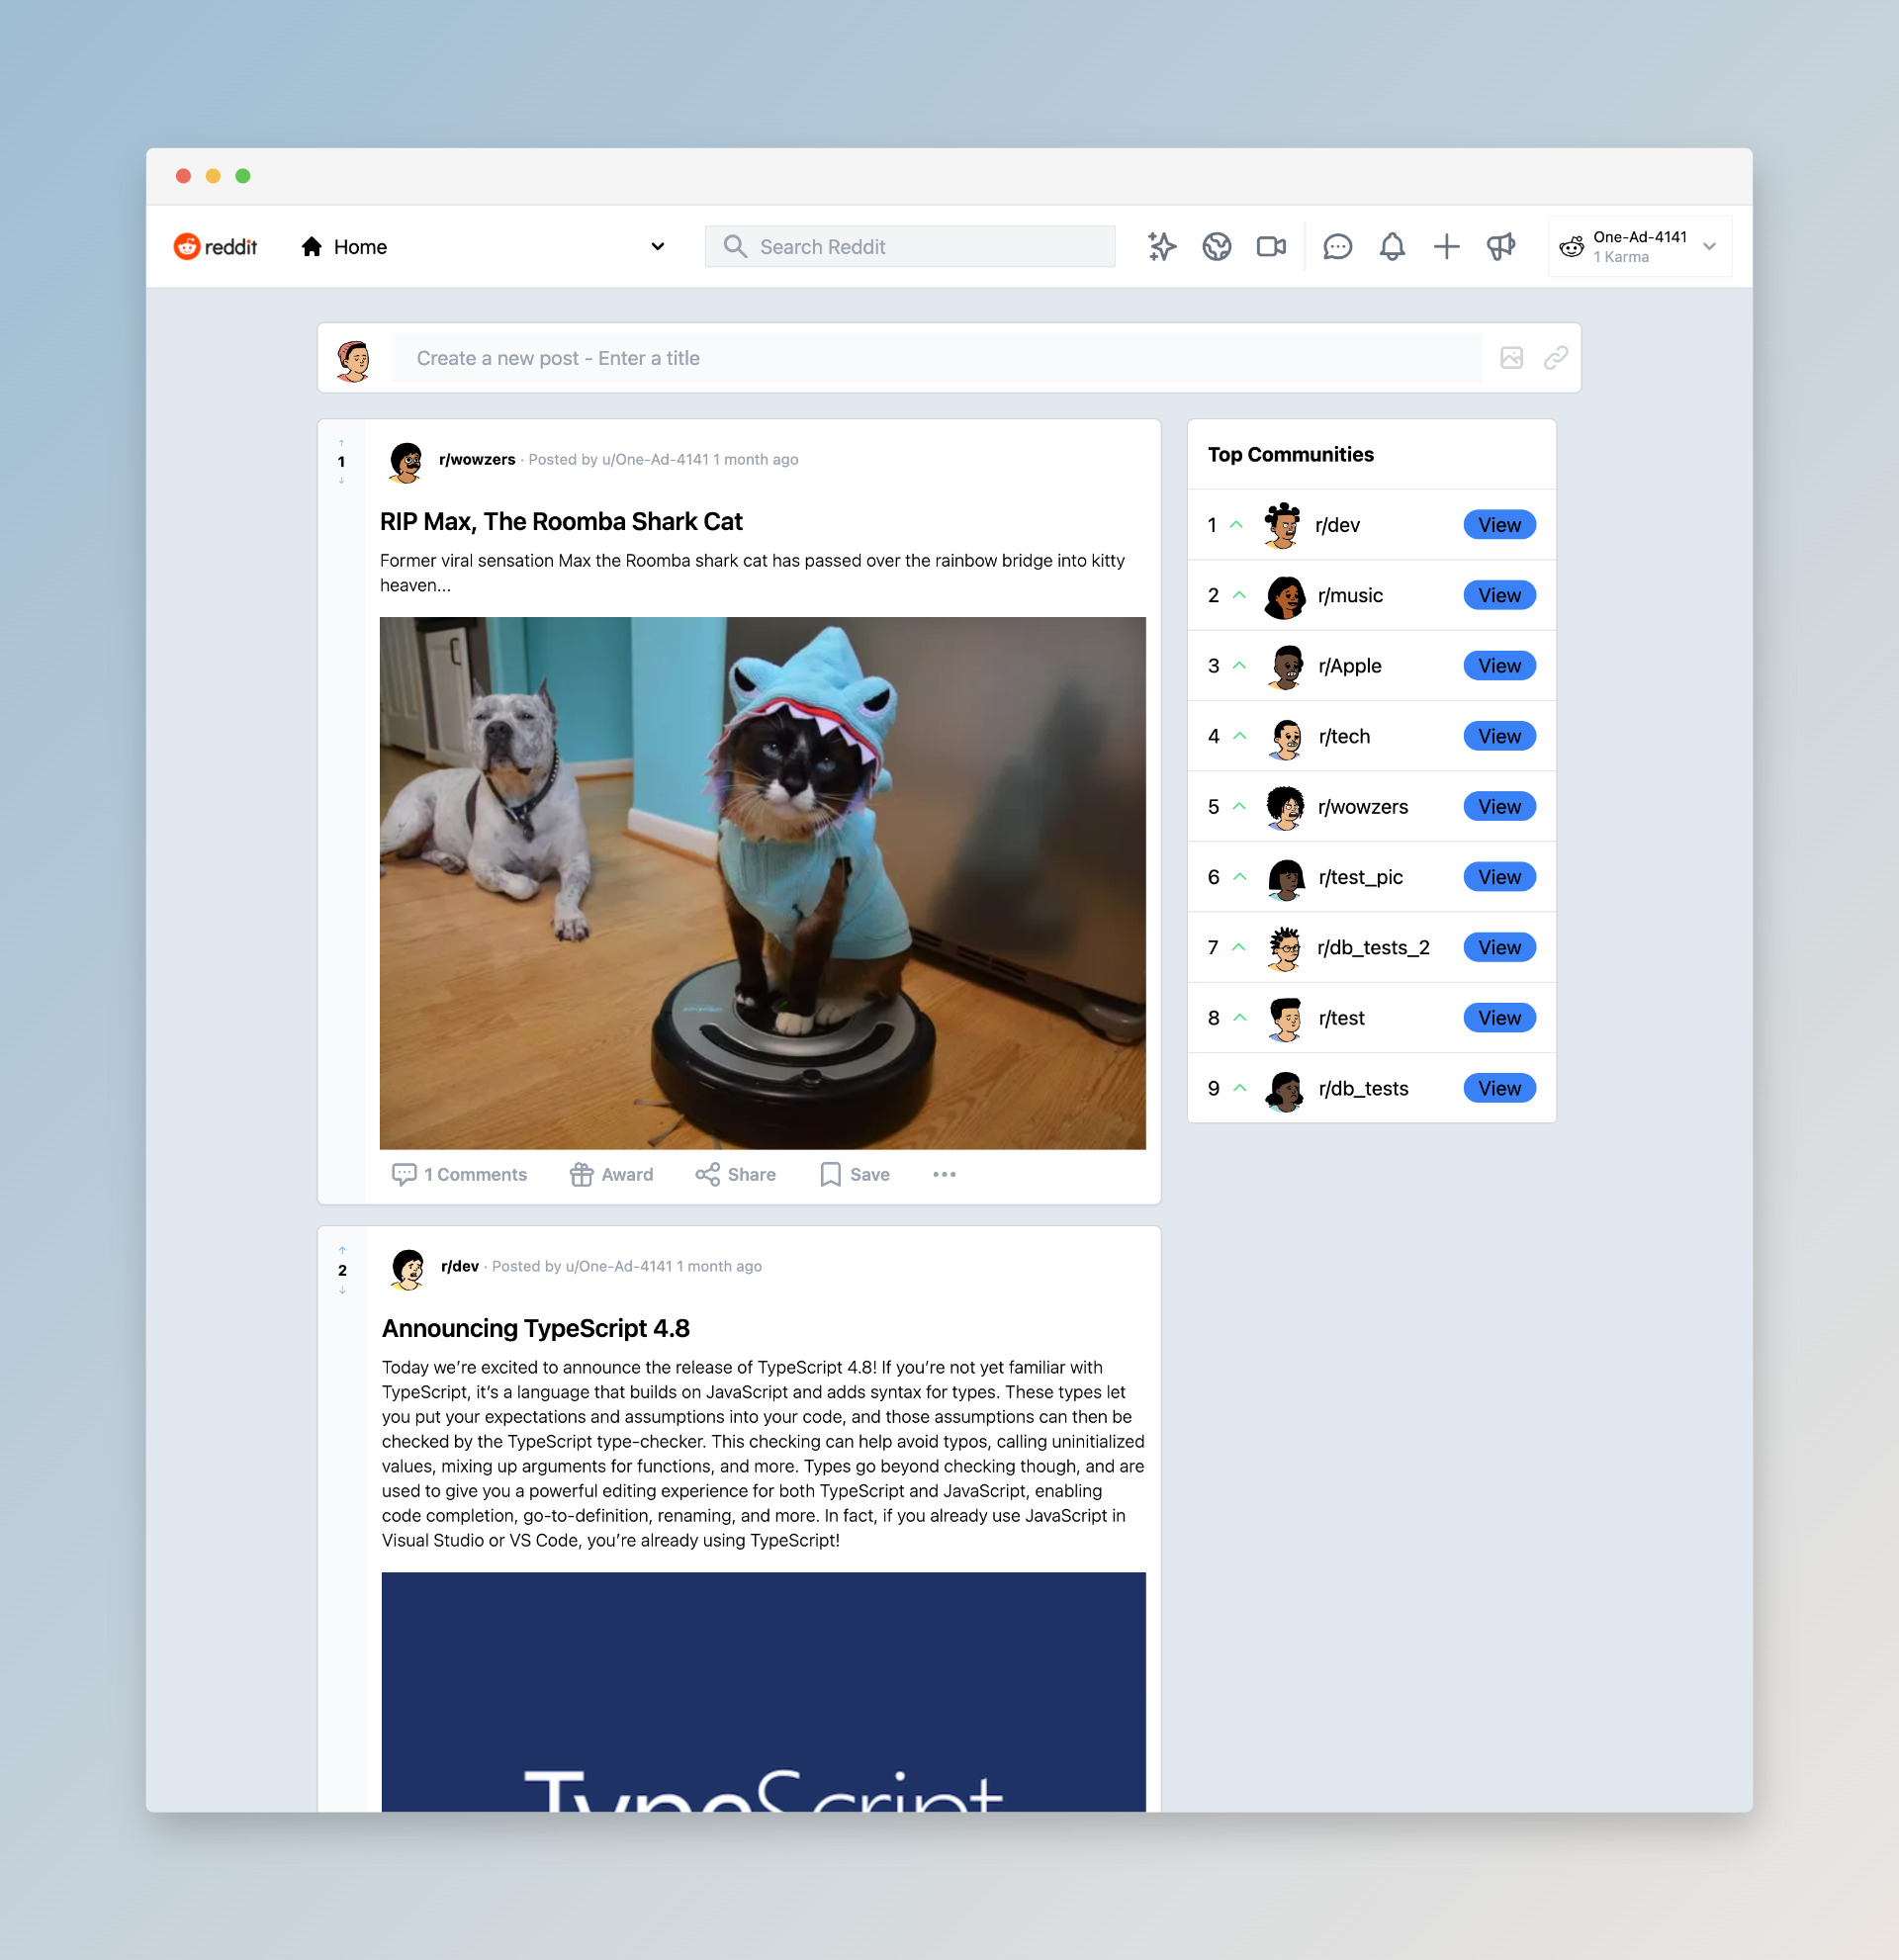 reddit
Home
Search Reddit
One-Ad-4141
1 Karma
Create a new post - Enter a title
1
r/wowzers · Posted by u/One-Ad-4141 1 month ago
RIP Max, The Roomba Shark Cat
Former viral sensation Max the Roomba shark cat has passed over the rainbow bridge into kitty
heaven...
1 Comments
Award
Share
Save
2
r/dev · Posted by u/One-Ad-4141 1 month ago
Announcing TypeScript 4.8
Today we’re excited to announce the release of TypeScript 4.8! If you’re not yet familiar with
TypeScript, it’s a language that builds on JavaScript and adds syntax for types. These types let
you put your expectations and assumptions into your code, and those assumptions can then be
checked by the TypeScript type-checker. This checking can help avoid typos, calling uninitialized
values, mixing up arguments for functions, and more. Types go beyond checking though, and are
used to give you a powerful editing experience for both TypeScript and JavaScript, enabling
code completion, go-to-definition, renaming, and more. In fact, if you already use JavaScript in
Visual Studio or VS Code, you’re already using TypeScript!
TypeScript
Top Communities
1 r/dev View
2 r/music View
3 r/Apple View
4 r/tech View
5 r/wowzers View
6 r/test_pic View
7 r/db_tests_2 View
8 r/test View
9 r/db_tests View